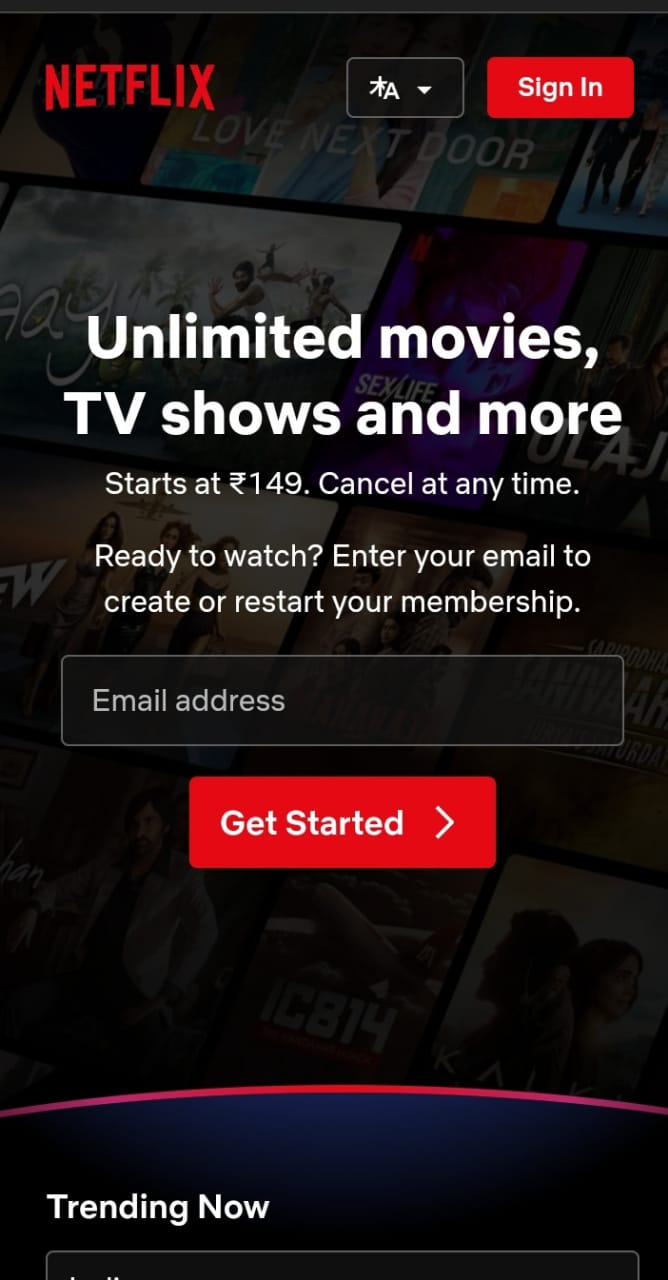 NETFLIX
Sign In
LOVE NEXT DOOR
Unlimited movies,
SEX/LIFE
TV shows and more
Starts at ₹149. Cancel at any time.
Ready to watch? Enter your email to
create or restart your membership.
Email address
Get Started
IC814
Trending Now